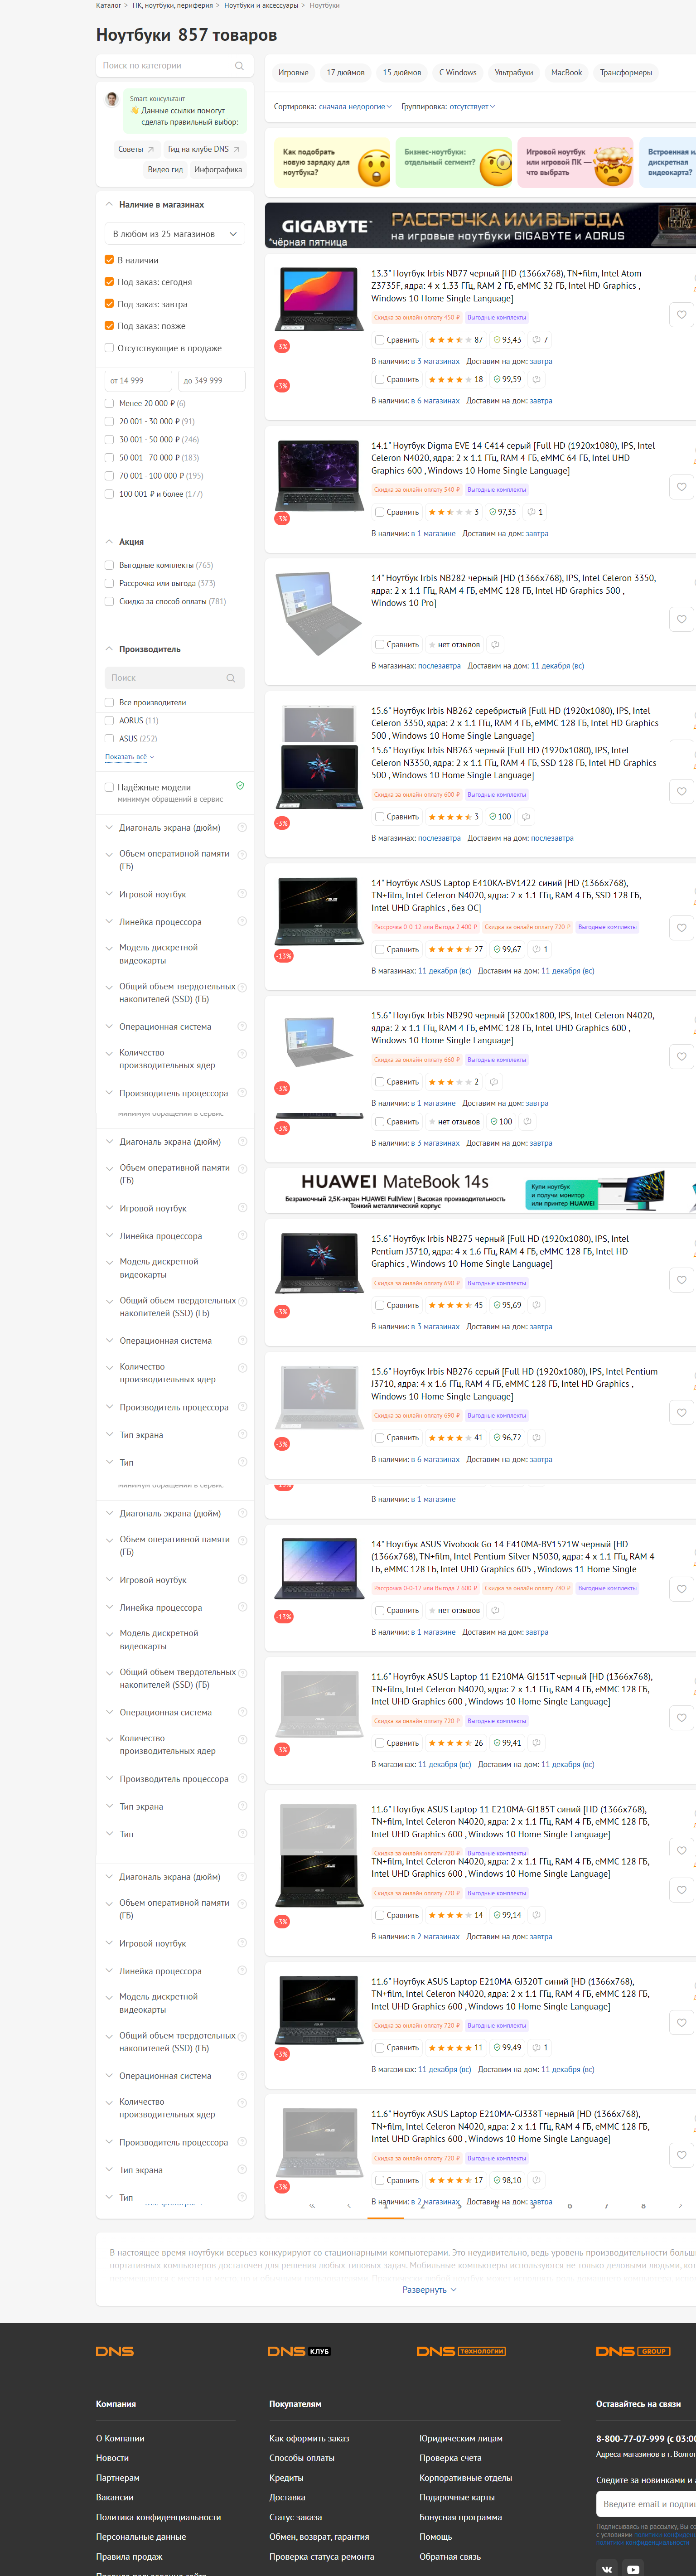 Каталог > ПК, ноутбуки, периферия > Ноутбуки и аксессуары > Ноутбуки
Ноутбуки 857 товаров
Поиск по категории
Smart-консультант
Данные ссылки помогут
сделать правильный выбор:
Советы
Гид на клубе DNS
Видео гид
Инфографика
Наличие в магазинах
В любом из 25 магазинов
В наличии
Под заказ: сегодня
Под заказ: завтра
Под заказ: позже
Отсутствующие в продаже
от 14 999
до 349 999
Менее 20 000 ₽ (6)
20 001 - 30 000 ₽ (91)
30 001 - 50 000 ₽ (246)
50 001 - 70 000 ₽ (183)
70 001 - 100 000 ₽ (195)
100 001 ₽ и более (177)
Акция
Выгодные комплекты (765)
Рассрочка или выгода (373)
Скидка за способ оплаты (781)
Производитель
Поиск
Все производители
AORUS (11)
ASUS (252)
Показать всё
Надёжные модели
минимум обращений в сервис
Диагональ экрана (дюйм)
Объем оперативной памяти
(ГБ)
Игровой ноутбук
Линейка процессора
Модель дискретной
видеокарты
Общий объем твердотельных
накопителей (SSD) (ГБ)
Операционная система
Количество
производительных ядер
Производитель процессора
минимум обращений в сервис
Диагональ экрана (дюйм)
Объем оперативной памяти
(ГБ)
Игровой ноутбук
Линейка процессора
Модель дискретной
видеокарты
Общий объем твердотельных
накопителей (SSD) (ГБ)
Операционная система
Количество
производительных ядер
Производитель процессора
Тип экрана
Тип
минимум обращений в сервис
Диагональ экрана (дюйм)
Объем оперативной памяти
(ГБ)
Игровой ноутбук
Линейка процессора
Модель дискретной
видеокарты
Общий объем твердотельных
накопителей (SSD) (ГБ)
Операционная система
Количество
производительных ядер
Производитель процессора
Тип экрана
Тип
Диагональ экрана (дюйм)
Объем оперативной памяти
(ГБ)
Игровой ноутбук
Линейка процессора
Модель дискретной
видеокарты
Общий объем твердотельных
накопителей (SSD) (ГБ)
Операционная система
Количество
производительных ядер
Производитель процессора
Тип экрана
Тип
Игровые
17 дюймов
15 дюймов
С Windows
Ультрабуки
MacBook
Трансформеры
Сортировка: сначала недорогие
Группировка: отсутствует
Как подобрать
новую зарядку для
ноутбука?
Бизнес-ноутбуки:
отдельный сегмент?
Игровой ноутбук
или игровой ПК —
что выбрать
дискретная
видеокарта?
GIGABYTE™
*чёрная пятница
РАССРОЧКА ИЛИ ВЫГОДА
на игровые ноутбуки GIGABYTE и AORUS
13.3" Ноутбук Irbis NB77 черный [HD (1366x768), TN+film, Intel Atom
Z3735F, ядра: 4 х 1.33 ГГц, RAM 2 ГБ, eMMC 32 ГБ, Intel HD Graphics ,
Windows 10 Home Single Language]
Скидка за онлайн оплату 450 ₽
Выгодные комплекты
-3%
Сравнить 87 93,43 7
В наличии: в 3 магазинах Доставим на дом: завтра
-3%
Сравнить 18 99,59
В наличии: в 6 магазинах Доставим на дом: завтра
14.1" Ноутбук Digma EVE 14 C414 серый [Full HD (1920x1080), IPS, Intel
Celeron N4020, ядра: 2 х 1.1 ГГц, RAM 4 ГБ, eMMC 64 ГБ, Intel UHD
Graphics 600 , Windows 10 Home Single Language]
Скидка за онлайн оплату 540 ₽
Выгодные комплекты
-3%
Сравнить 3 97,35 1
В наличии: в 1 магазине Доставим на дом: завтра
14" Ноутбук Irbis NB282 черный [HD (1366x768), IPS, Intel Celeron 3350,
ядра: 2 х 1.1 ГГц, RAM 4 ГБ, eMMC 128 ГБ, Intel HD Graphics 500 ,
Windows 10 Pro]
Сравнить нет отзывов
В магазинах: послезавтра Доставим на дом: 11 декабря (вс)
15.6" Ноутбук Irbis NB262 серебристый [Full HD (1920x1080), IPS, Intel
Celeron 3350, ядра: 2 х 1.1 ГГц, RAM 4 ГБ, eMMC 128 ГБ, Intel HD Graphics
500 , Windows 10 Home Single Language]
15.6" Ноутбук Irbis NB263 черный [Full HD (1920x1080), IPS, Intel
Celeron N3350, ядра: 2 х 1.1 ГГц, RAM 4 ГБ, SSD 128 ГБ, Intel HD Graphics
500 , Windows 10 Home Single Language]
Скидка за онлайн оплату 600 ₽
Выгодные комплекты
-3%
Сравнить 3 100
В магазинах: послезавтра Доставим на дом: послезавтра
14" Ноутбук ASUS Laptop E410KA-BV1422 синий [HD (1366x768),
TN+film, Intel Celeron N4020, ядра: 2 х 1.1 ГГц, RAM 4 ГБ, SSD 128 ГБ,
Intel UHD Graphics , без ОС]
Рассрочка 0-0-12 или Выгода 2 400 ₽
Скидка за онлайн оплату 720 ₽
Выгодные комплекты
-13%
Сравнить 27 99,67 1
В магазинах: 11 декабря (вс) Доставим на дом: 11 декабря (вс)
15.6" Ноутбук Irbis NB290 черный [3200x1800, IPS, Intel Celeron N4020,
ядра: 2 х 1.1 ГГц, RAM 4 ГБ, eMMC 128 ГБ, Intel UHD Graphics 600 ,
Windows 10 Home Single Language]
Скидка за онлайн оплату 660 ₽
Выгодные комплекты
-3%
Сравнить 2
В наличии: в 1 магазине Доставим на дом: завтра
-3%
Сравнить нет отзывов 100
В наличии: в 3 магазинах Доставим на дом: завтра
HUAWEI MateBook 14s
Безрамочный 2,5K-экран HUAWEI FullView | Высокая производительность
Тонкий металлический корпус
Купи ноутбук
и получи монитор
или принтер HUAWEI
15.6" Ноутбук Irbis NB275 черный [Full HD (1920x1080), IPS, Intel
Pentium J3710, ядра: 4 х 1.6 ГГц, RAM 4 ГБ, eMMC 128 ГБ, Intel HD
Graphics , Windows 10 Home Single Language]
Скидка за онлайн оплату 690 ₽
Выгодные комплекты
-3%
Сравнить 45 95,69
В наличии: в 3 магазинах Доставим на дом: завтра
15.6" Ноутбук Irbis NB276 серый [Full HD (1920x1080), IPS, Intel Pentium
J3710, ядра: 4 х 1.6 ГГц, RAM 4 ГБ, eMMC 128 ГБ, Intel HD Graphics ,
Windows 10 Home Single Language]
Скидка за онлайн оплату 690 ₽
Выгодные комплекты
-3%
Сравнить 41 96,72
В наличии: в 6 магазинах Доставим на дом: завтра
В наличии: в 1 магазине
14" Ноутбук ASUS Vivobook Go 14 E410MA-BV1521W черный [HD
(1366x768), TN+film, Intel Pentium Silver N5030, ядра: 4 х 1.1 ГГц, RAM 4
ГБ, eMMC 128 ГБ, Intel UHD Graphics 605 , Windows 11 Home Single
Рассрочка 0-0-12 или Выгода 2 600 ₽
Скидка за онлайн оплату 780 ₽
Выгодные комплекты
-13%
Сравнить нет отзывов
В наличии: в 1 магазине Доставим на дом: завтра
11.6" Ноутбук ASUS Laptop 11 E210MA-GJ151T черный [HD (1366x768),
TN+film, Intel Celeron N4020, ядра: 2 х 1.1 ГГц, RAM 4 ГБ, eMMC 128 ГБ,
Intel UHD Graphics 600 , Windows 10 Home Single Language]
Скидка за онлайн оплату 720 ₽
Выгодные комплекты
-3%
Сравнить 26 99,41
В магазинах: 11 декабря (вс) Доставим на дом: 11 декабря (вс)
11.6" Ноутбук ASUS Laptop 11 E210MA-GJ185T синий [HD (1366x768),
TN+film, Intel Celeron N4020, ядра: 2 х 1.1 ГГц, RAM 4 ГБ, eMMC 128 ГБ,
Intel UHD Graphics 600 , Windows 10 Home Single Language]
Скидка за онлайн оплату 720 ₽
Выгодные комплекты
TN+film, Intel Celeron N4020, ядра: 2 х 1.1 ГГц, RAM 4 ГБ, eMMC 128 ГБ,
Intel UHD Graphics 600 , Windows 10 Home Single Language]
Скидка за онлайн оплату 720 ₽
Выгодные комплекты
-3%
Сравнить 14 99,14
В наличии: в 2 магазинах Доставим на дом: завтра
11.6" Ноутбук ASUS Laptop E210MA-GJ320T синий [HD (1366x768),
TN+film, Intel Celeron N4020, ядра: 2 х 1.1 ГГц, RAM 4 ГБ, eMMC 128 ГБ,
Intel UHD Graphics 600 , Windows 10 Home Single Language]
Скидка за онлайн оплату 720 ₽
Выгодные комплекты
-3%
Сравнить 11 99,49 1
В магазинах: 11 декабря (вс) Доставим на дом: 11 декабря (вс)
11.6" Ноутбук ASUS Laptop E210MA-GJ338T черный [HD (1366x768),
TN+film, Intel Celeron N4020, ядра: 2 х 1.1 ГГц, RAM 4 ГБ, eMMC 128 ГБ,
Intel UHD Graphics 600 , Windows 10 Home Single Language]
Скидка за онлайн оплату 720 ₽
Выгодные комплекты
-3%
Сравнить 17 98,10
В наличии: в 2 магазинах Доставим на дом: завтра
В настоящее время ноутбуки всерьез конкурируют со стационарными компьютерами. Это неудивительно, ведь уровень производительности
портативных компьютеров достаточен для решения любых типовых задач. Мобильные компьютеры используются не только деловыми людьми,
Развернуть
DNS
DNS КЛУБ
DNS ТЕХНОЛОГИИ
DNS GROUP
Компания
О Компании
Новости
Партнерам
Вакансии
Политика конфиденциальности
Персональные данные
Правила продаж
Покупателям
Как оформить заказ
Способы оплаты
Кредиты
Доставка
Статус заказа
Обмен, возврат, гарантия
Проверка статуса ремонта
Юридическим лицам
Проверка счета
Корпоративные отделы
Подарочные карты
Бонусная программа
Помощь
Обратная связь
Оставайтесь на связи
8-800-77-07-999 (с 03:00
Адреса магазинов в г.
Следите за новинками и
Введите email и
Подписываясь на рассылку, Вы
с условиями